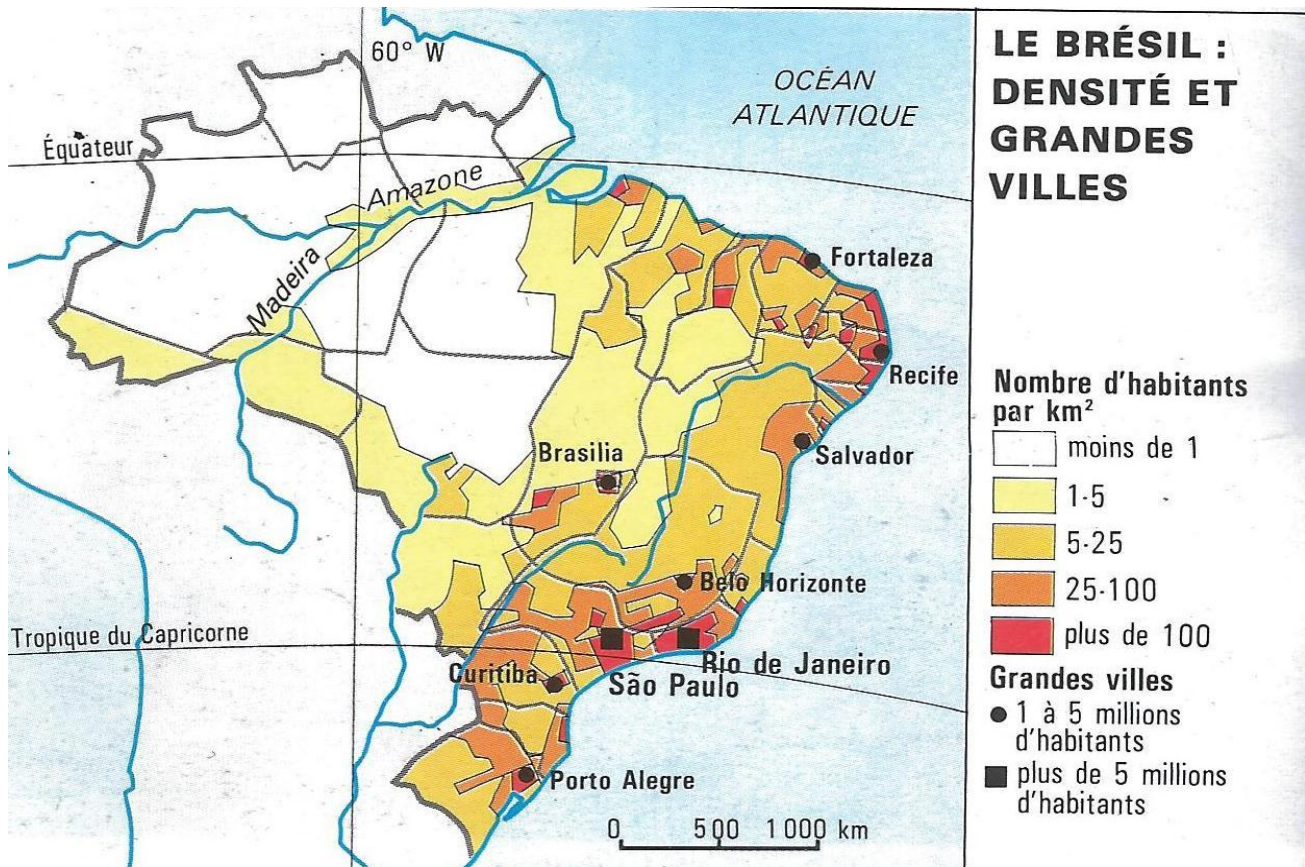 LE BRÉSIL :
DENSITÉ ET
GRANDES
VILLES
60° W
OCÉAN
ATLANTIQUE
Équateur
Amazone
Madeira
Fortaleza
Recife
Salvador
Brasilia
Belo Horizonte
Tropique du Capricorne
Rio de Janeiro
São Paulo
Curitiba
Porto Alegre
0 500 1 000 km
Nombre d'habitants
par km²
moins de 1
1-5
5-25
25-100
plus de 100
Grandes villes
1 à 5 millions
d'habitants
plus de 5 millions
d'habitants